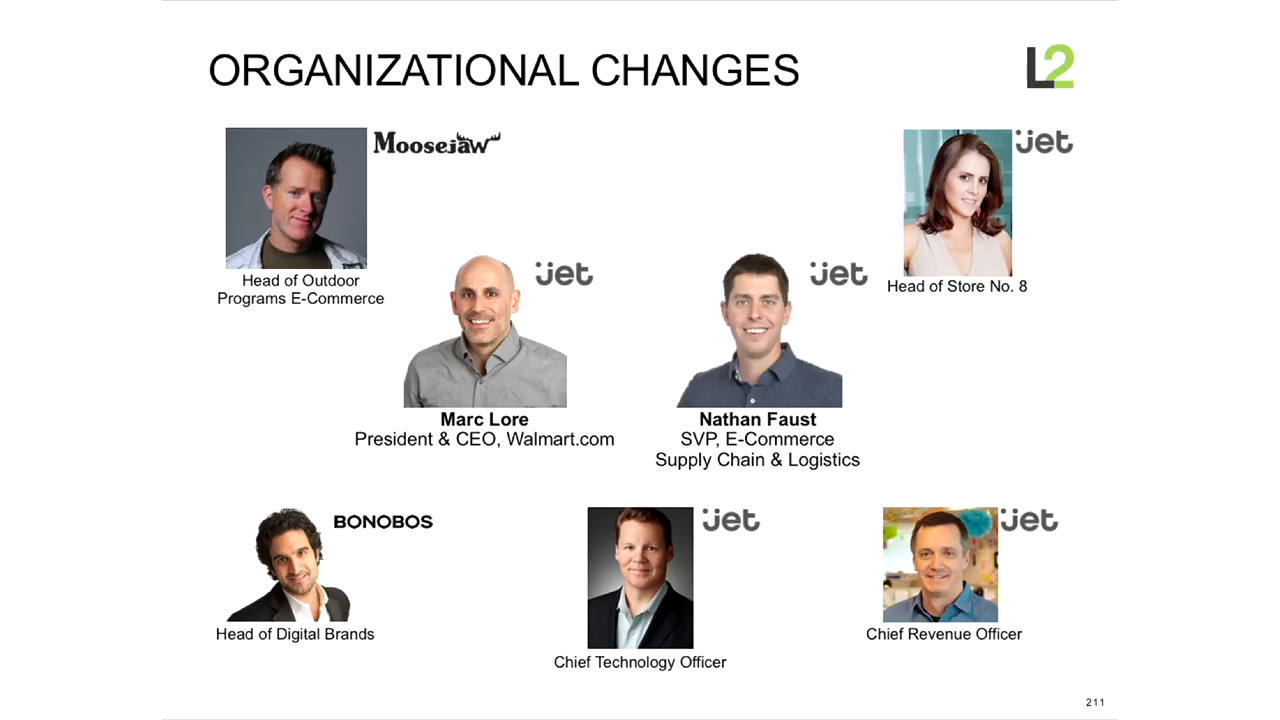 ORGANIZATIONAL CHANGES
L2
Moosejaw
jet
Head of Outdoor
Programs E-Commerce
Head of Store No. 8
jet
jet
Marc Lore
President & CEO, Walmart.com
Nathan Faust
SVP, E-Commerce
Supply Chain & Logistics
BONOBOS
jet
jet
Head of Digital Brands
Chief Technology Officer
Chief Revenue Officer
211